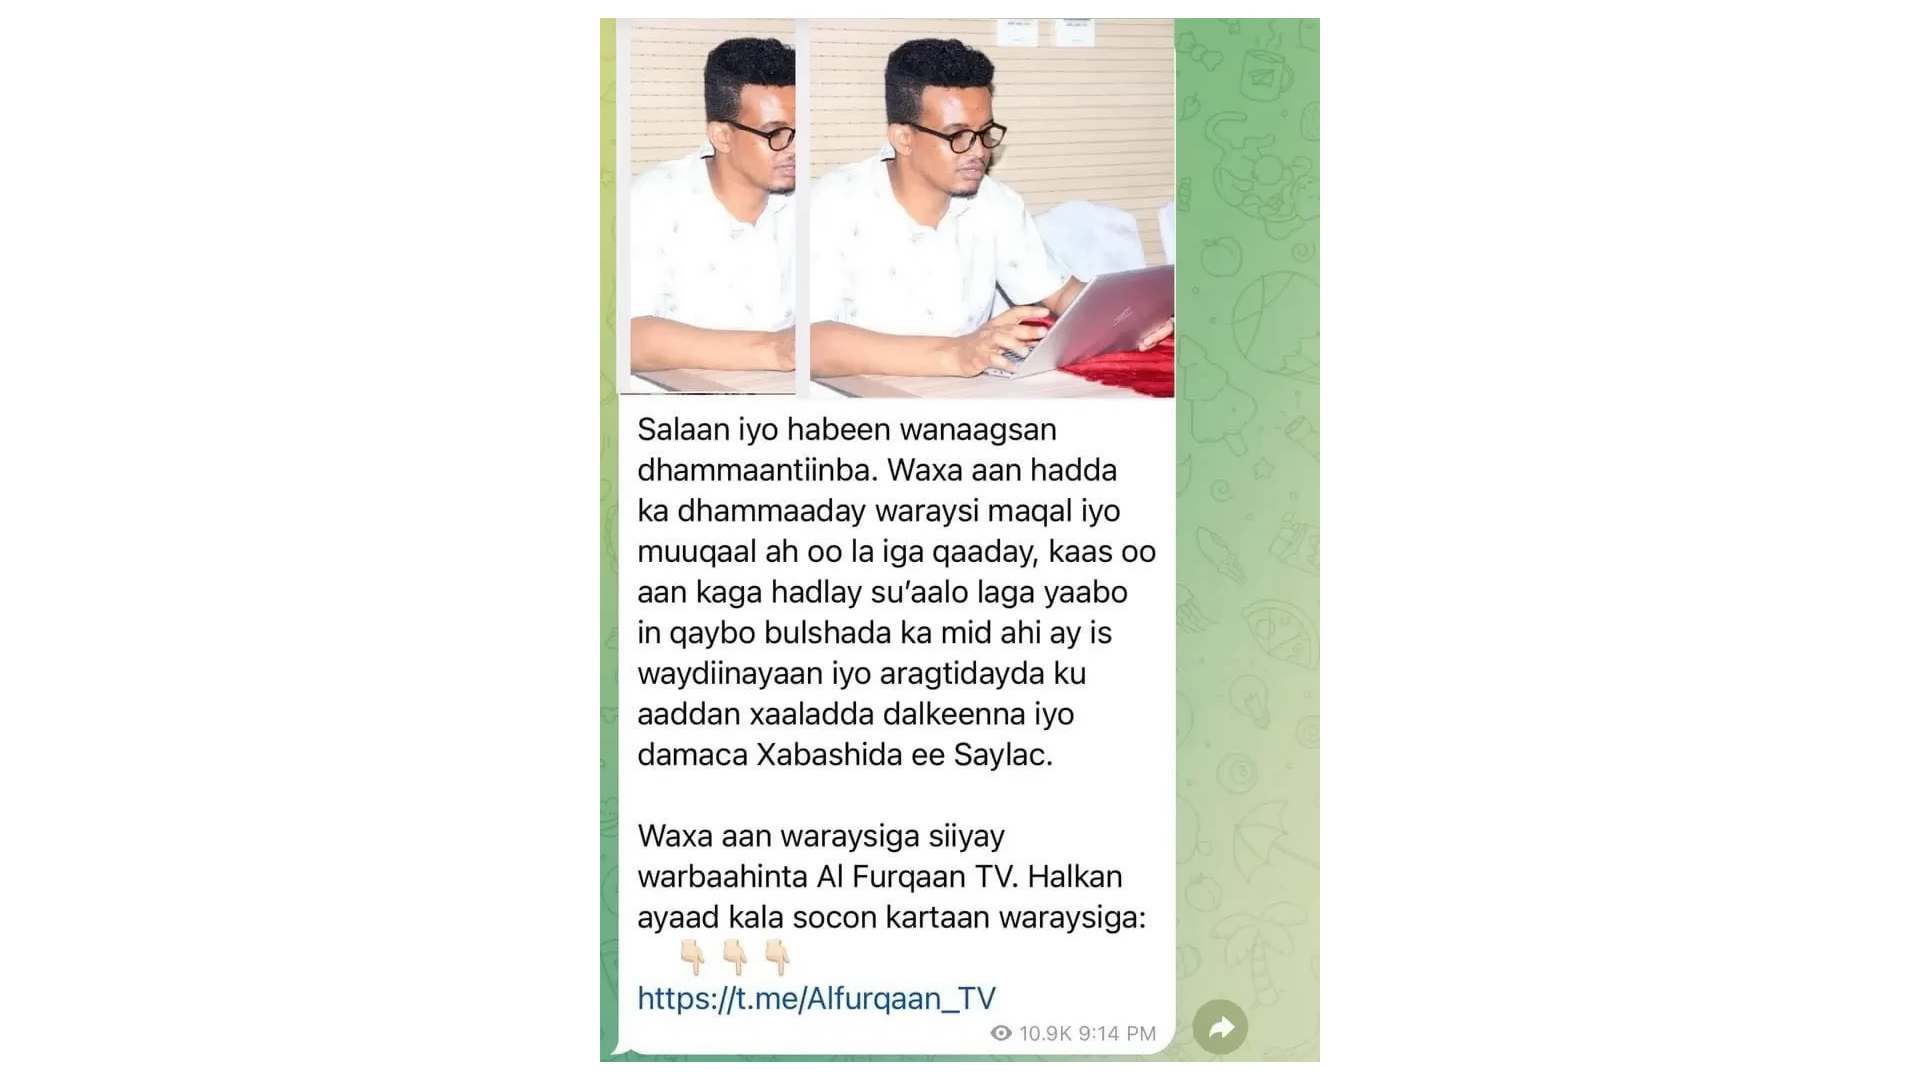 Salaan iyo habeen wanaagsan
dhammaantiinba. Waxa aan hadda
ka dhammaaday waraysi maqal iyo
muuqaal ah oo la iga qaaday, kaas oo
aan kaga hadlay su’aalo laga yaabo
in qaybo bulshada ka mid ahi ay is
waydiinayaan iyo aragtidayda ku
aaddan xaaladda dalkeenna iyo
damaca Xabashida ee Saylac.
Waxa aan waraysiga siiyay
warbaahinta Al Furqaan TV. Halkan
ayaad kala socon kartaan waraysiga:
👇🏻👇🏻👇🏻
https://t.me/Alfurqaan_TV
10.9K 9:14 PM